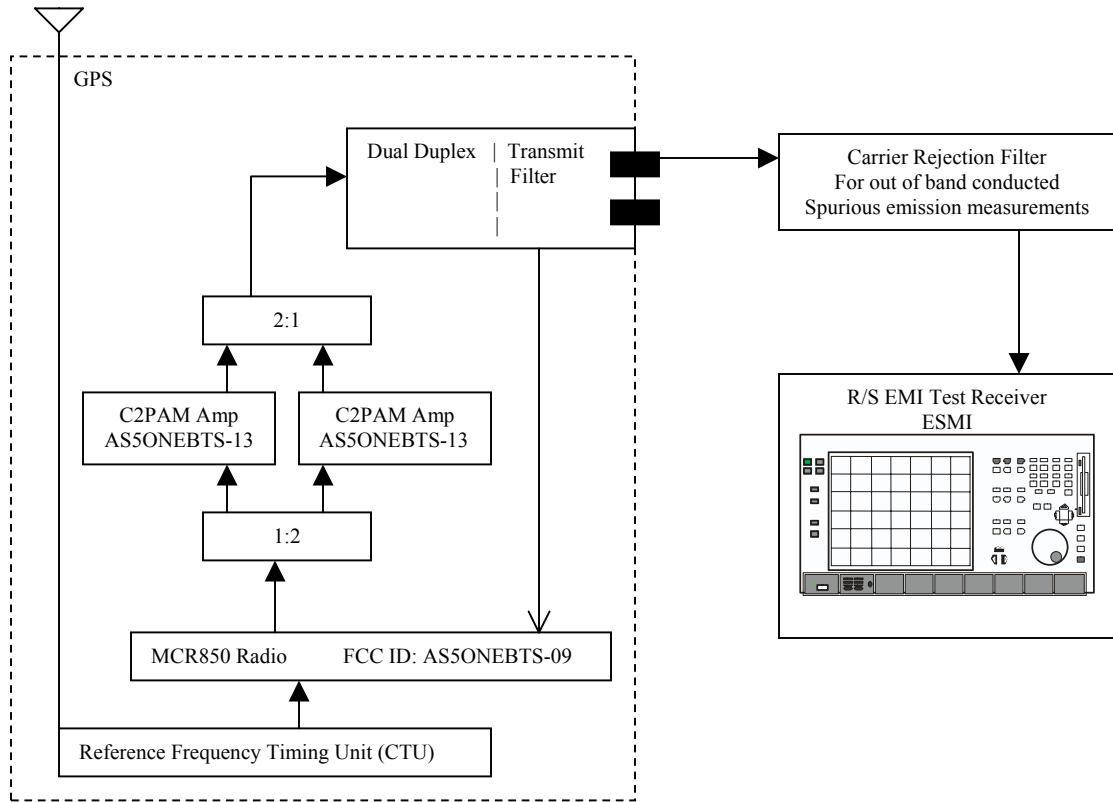 GPS
Dual Duplex | Transmit
Filter
Carrier Rejection Filter
For out of band conducted
Spurious emission measurements
2:1
C2PAM Amp
AS5ONEBTS-13
C2PAM Amp
AS5ONEBTS-13
R/S EMI Test Receiver
ESMI
1:2
MCR850 Radio FCC ID: AS5ONEBTS-09
Reference Frequency Timing Unit (CTU)